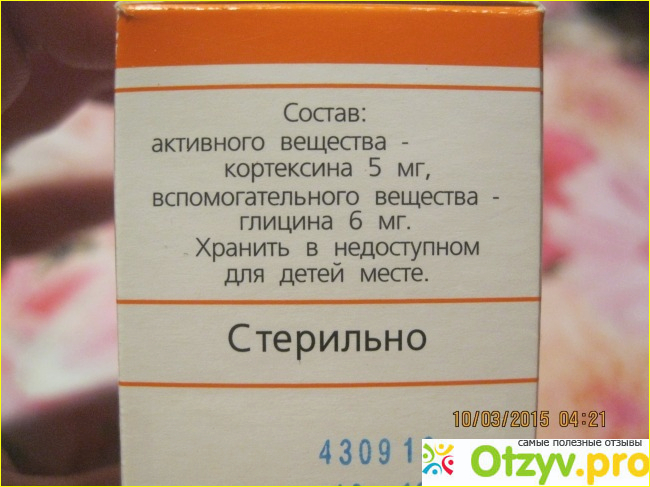 Состав:
активного вещества -
кортексина 5 мг,
вспомогательного вещества -
глицина 6 мг.
Хранить в недоступном
для детей месте.
Стерильно
10/03/2015 04:21
самые полезные отзывы
Otzyv.pro